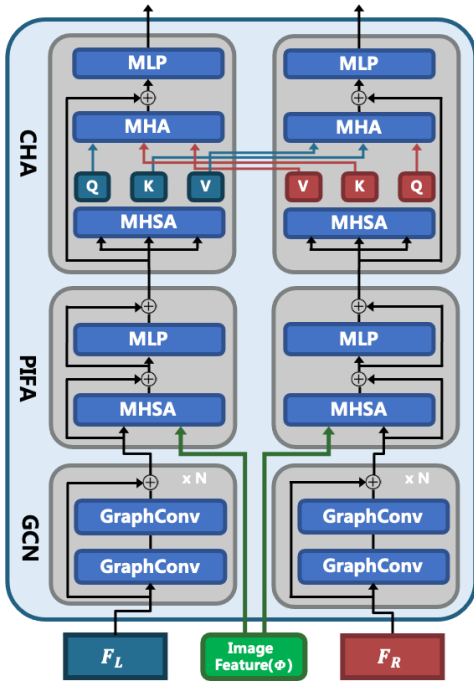 MLP
MLP
MHA
MHA
CHA
Q
K
V
V
K
Q
MHSA
MHSA
MLP
MLP
PIFA
MHSA
MHSA
x N
x N
GraphConv
GraphConv
GCN
GraphConv
GraphConv
F_L
Image
Feature(Φ)
F_R